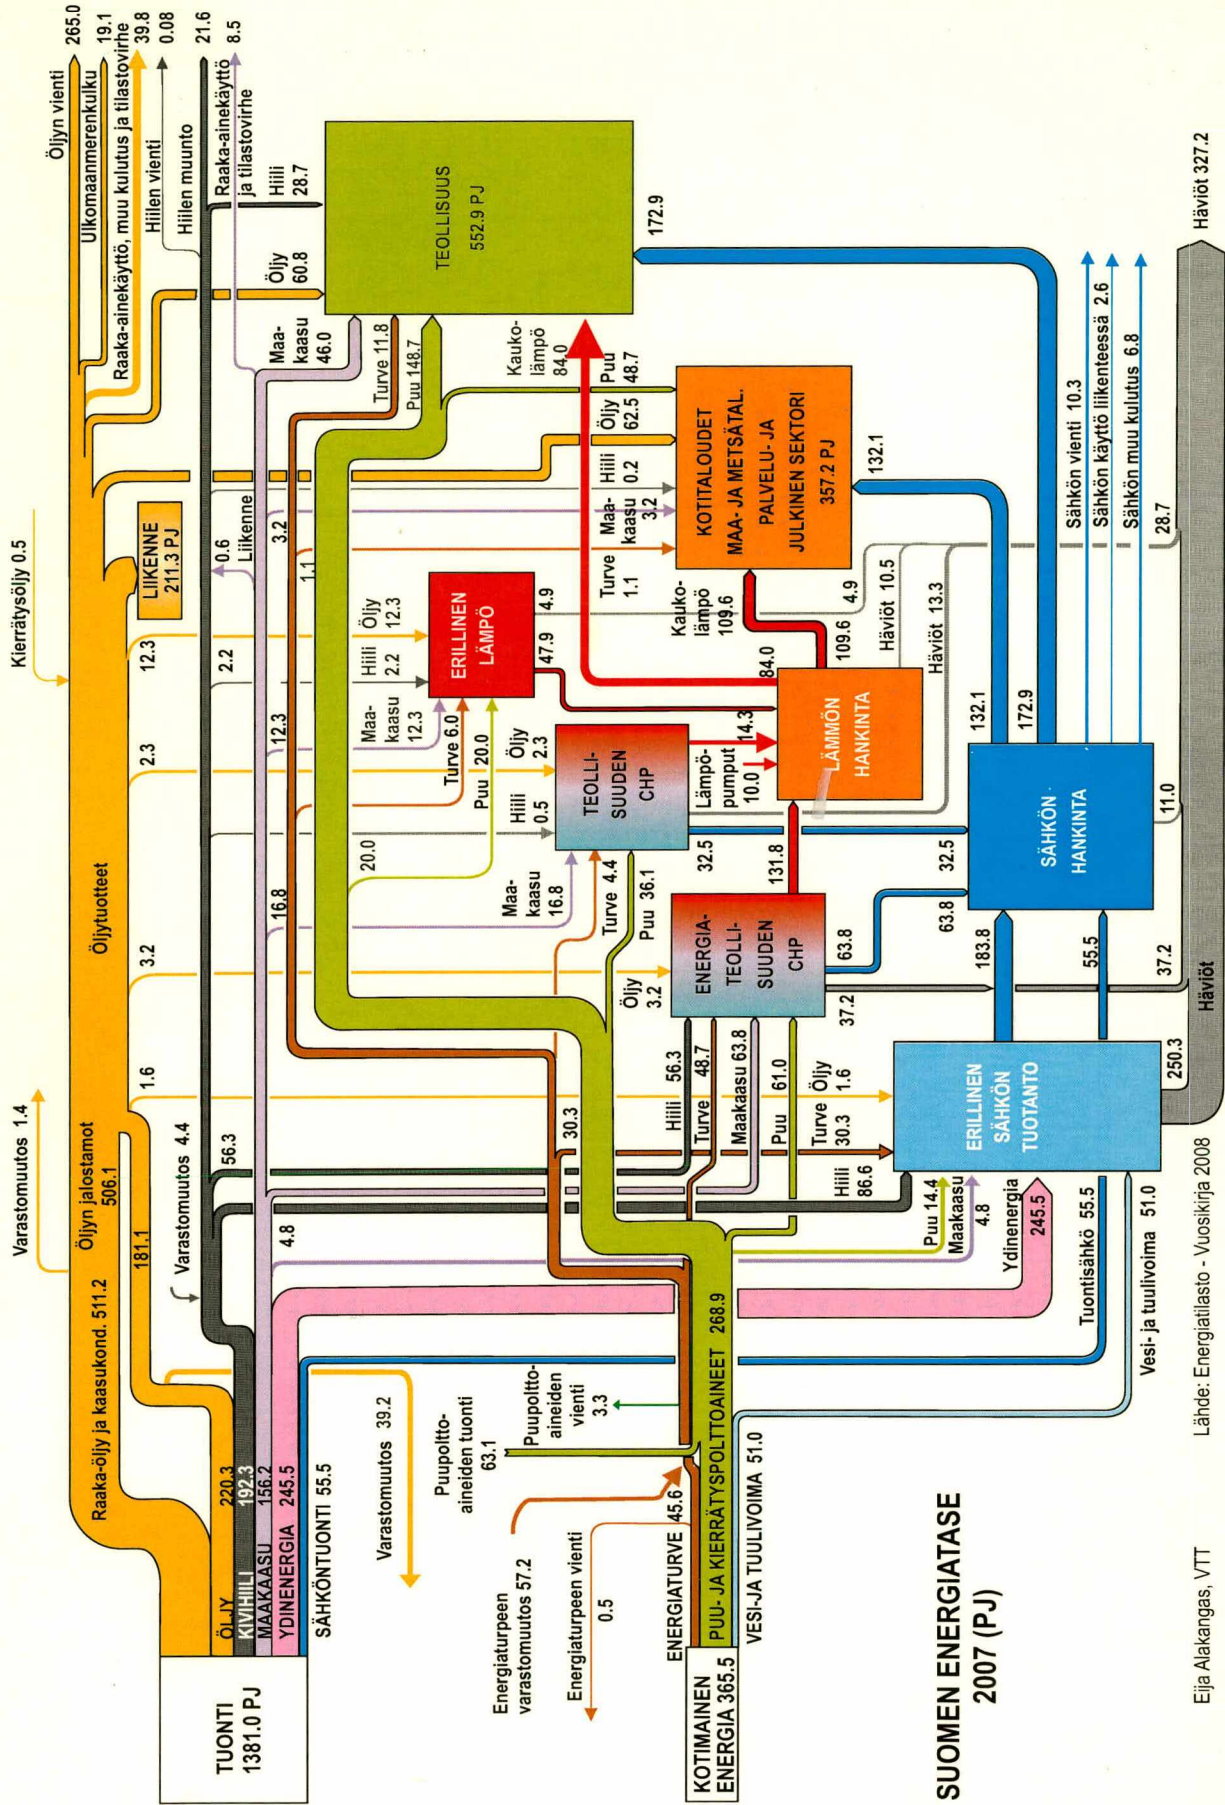 TUONTI
1381.0 PJ
ÖLJY 220.3
KIVIHIILI 192.3
MAAKAASU 156.2
YDINENERGIA 245.5
SÄHKÖNTUONTI 55.5
Raaka-öljy ja kaasukond. 511.2
Varastomuutos 1.4
Öljyn jalostamot
506.1
181.1
Varastomuutos 4.4
56.3
4.8
Varastomuutos 39.2
Öljytuotteet
Kierrätysöljy 0.5
1.6
3.2
2.3
12.3
LIIKENNE
211.3 PJ
0.6
Liikenne
2.2
16.8
12.3
3.2
1.1
20.0
30.3
Öljyn vienti
265.0
Ulkomaanmerenkulku
19.1
Raaka-ainekäyttö, muu kulutus ja tilastovirhe
39.8
Hiilen vienti
0.08
Hiilen muunto
21.6
Raaka-ainekäyttö
ja tilastovirhe
8.5
Hiili
28.7
Öljy
60.8
Maa-
kaasu
46.0
Turve 11.8
Puu 148.7
TEOLLISUUS
552.9 PJ
Kauko-
lämpö
84.0
172.9
Puu
48.7
Öljy
62.5
Hiili
0.2
Maa-
kaasu
3.2
Turve
1.1
KOTITALOUDET
MAA- JA METSÄTAL.
PALVELU- JA
JULKINEN SEKTORI
357.2 PJ
Kauko-
lämpö
109.6
132.1
Öljy
12.3
Hiili
2.2
Maa-
kaasu
12.3
Turve 6.0
Puu 20.0
ERILLINEN
LÄMPÖ
4.9
47.9
Öljy
2.3
Hiili
0.5
Maa-
kaasu
16.8
Turve 4.4
Puu 36.1
TEOLLI-
SUUDEN
CHP
32.5
14.3
Lämpö-
pumput
10.0
LÄMMÖN
HANKINTA
84.0
109.6
131.8
4.9
Häviöt 10.5
Häviöt 13.3
28.7
Öljy
3.2
ENERGIA-
TEOLLI-
SUUDEN
CHP
63.8
37.2
Hiili 56.3
Turve 48.7
Maakaasu 63.8
Puu 61.0
Turve
30.3
Öljy
1.6
Hiili
86.6
Puu 14.4
Makaasu
4.8
Ydinenergia
245.5
Tuontisähkö 55.5
Vesi- ja tuulivoima 51.0
ERILLINEN
SÄHKÖN
TUOTANTO
250.3
183.8
55.5
63.8
32.5
SÄHKÖN
HANKINTA
132.1
172.9
11.0
37.2
Sähkön vienti 10.3
Sähkön käyttö liikenteessä 2.6
Sähkön muu kulutus 6.8
Häviöt
Häviöt 327.2
Puupoltto-
aineiden tuonti
63.1
Puupoltto-
aineiden
vienti
3.3
Energiaturpeen
varastomuutos 57.2
Energiaturpeen vienti
0.5
ENERGIATURVE 45.6
PUU- JA KIERRÄTYSPOLTTOAINEET 268.9
VESI-JA TUULIVOIMA 51.0
KOTIMAINEN
ENERGIA 365.5
SUOMEN ENERGIATASE
2007 (PJ)
Eija Alakangas, VTT
Lähde: Energiatilasto - Vuosikirja 2008